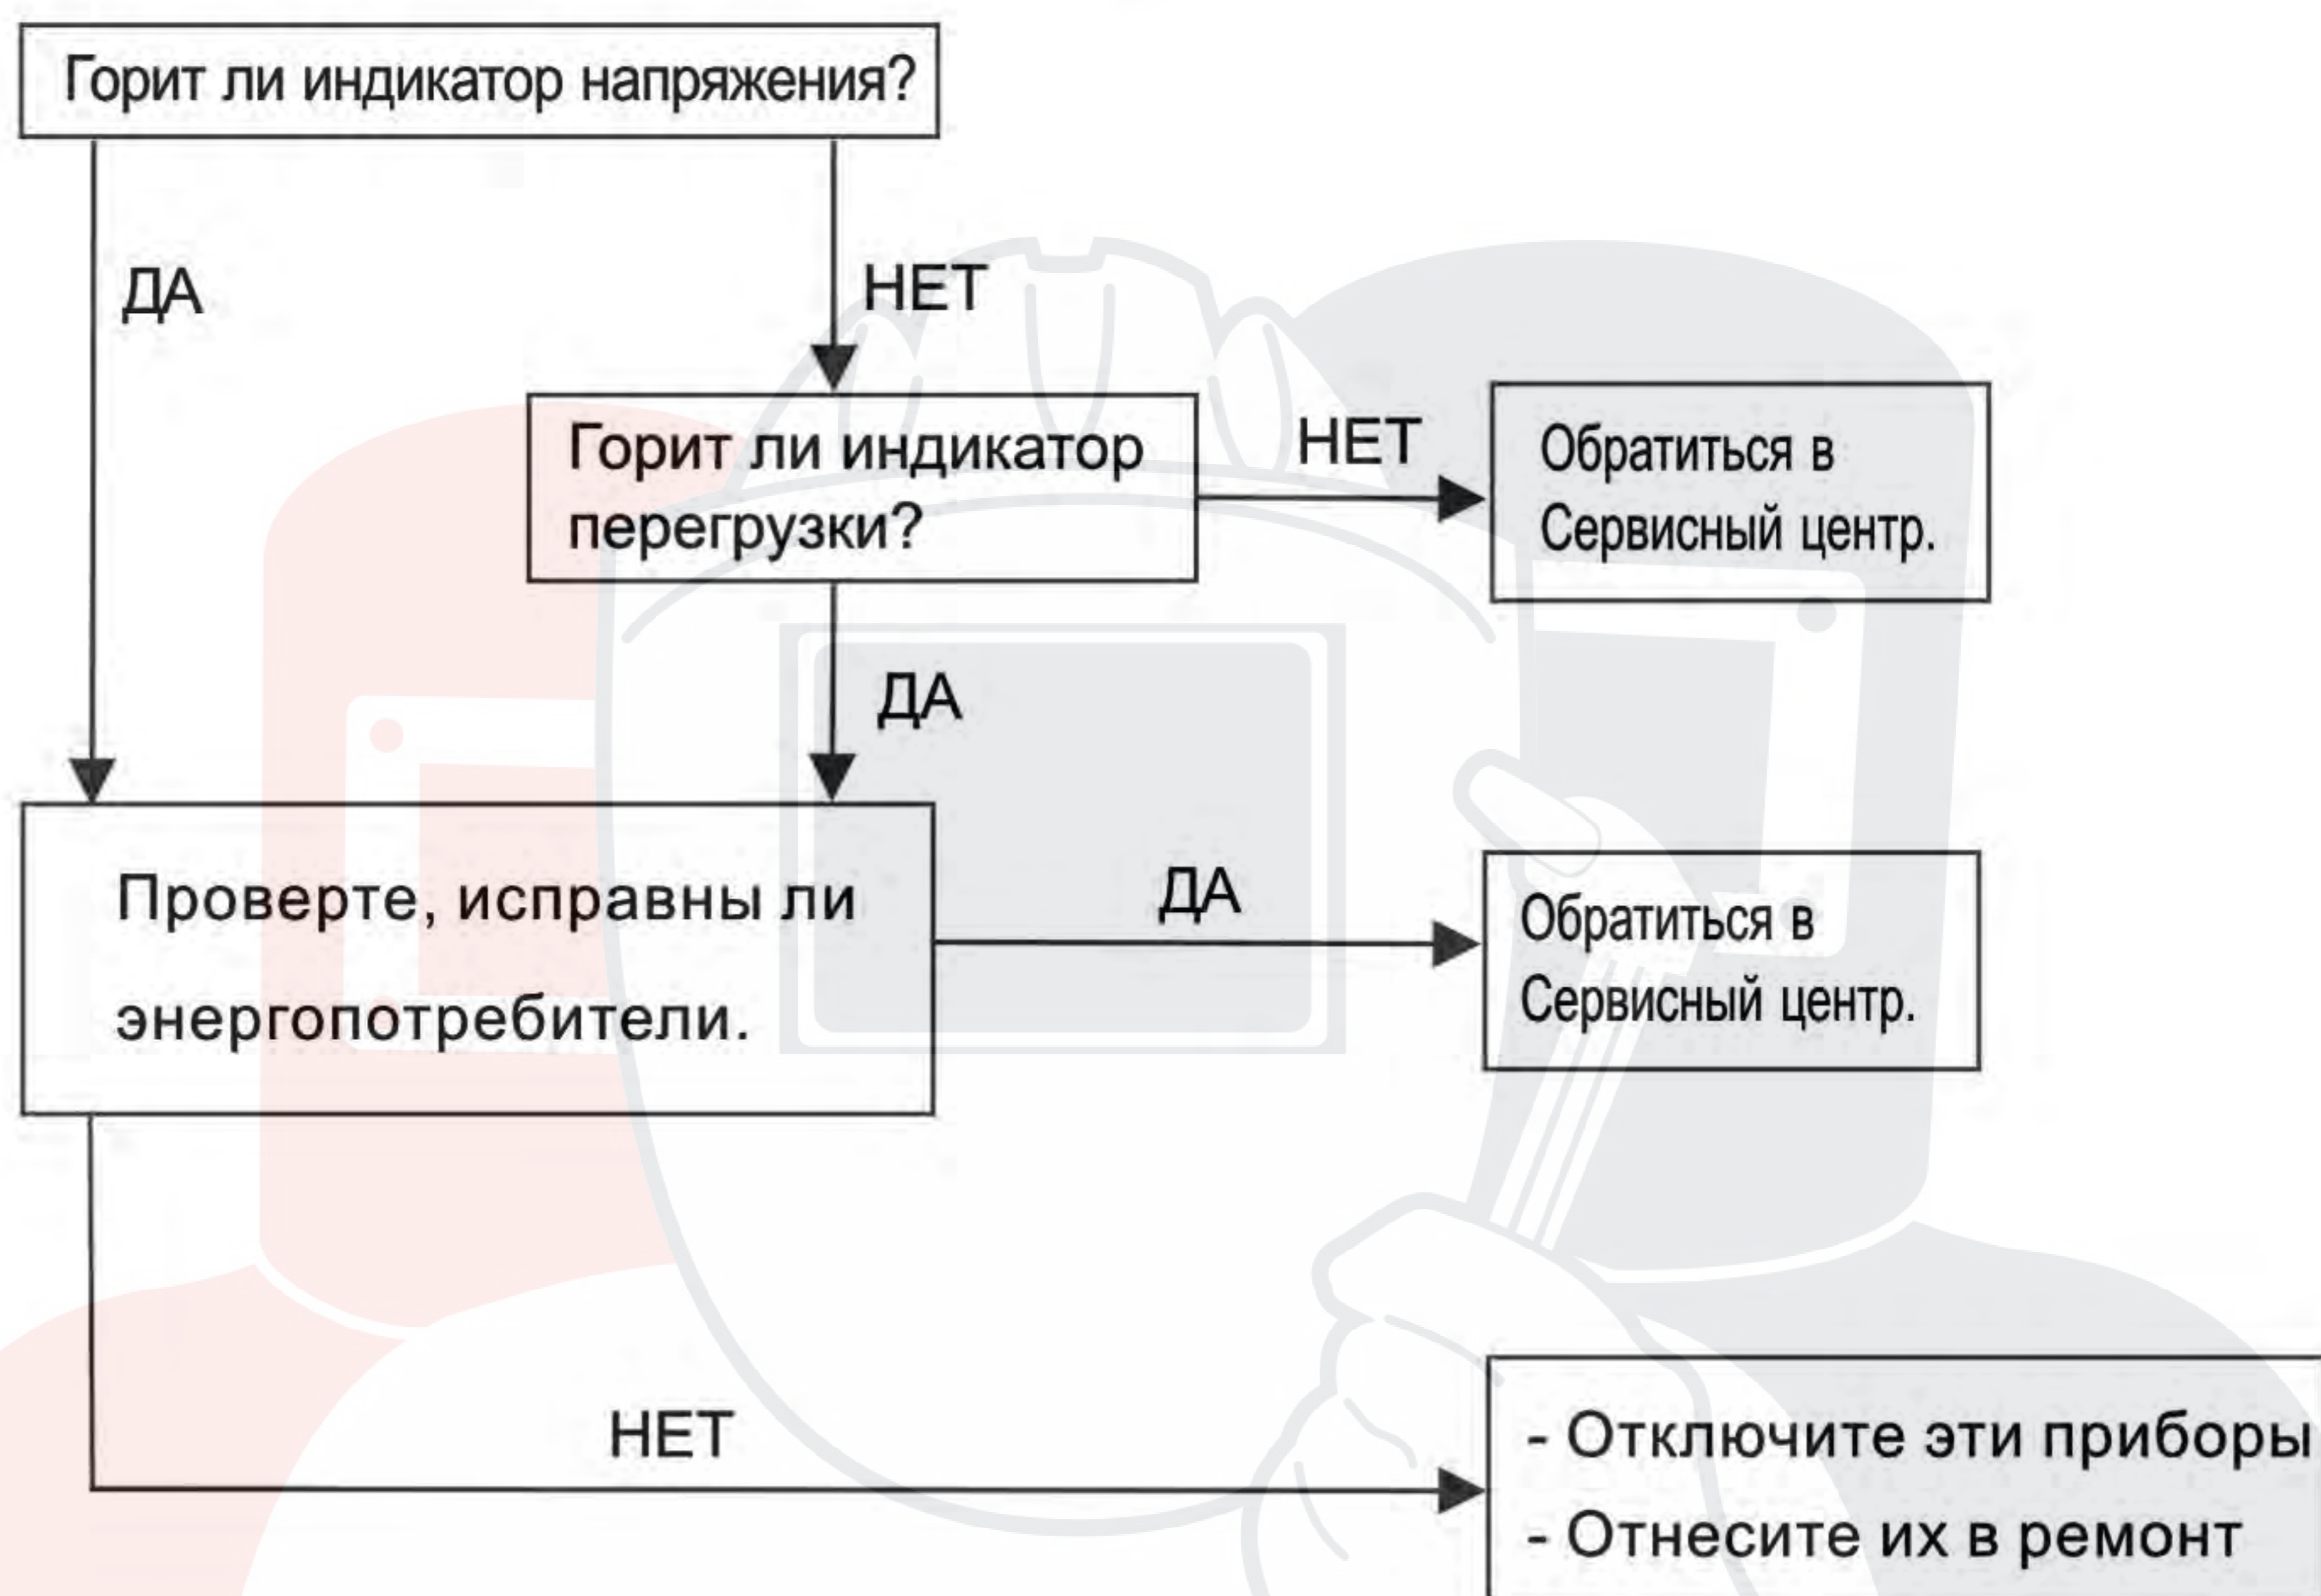 Горит ли индикатор напряжения?
ДА
НЕТ
Горит ли индикатор
перегрузки?
НЕТ
Обратиться в
Сервисный центр.
ДА
Проверте, исправны ли
энергопотребители.
ДА
Обратиться в
Сервисный центр.
НЕТ
- Отключите эти приборы
- Отнесите их в ремонт